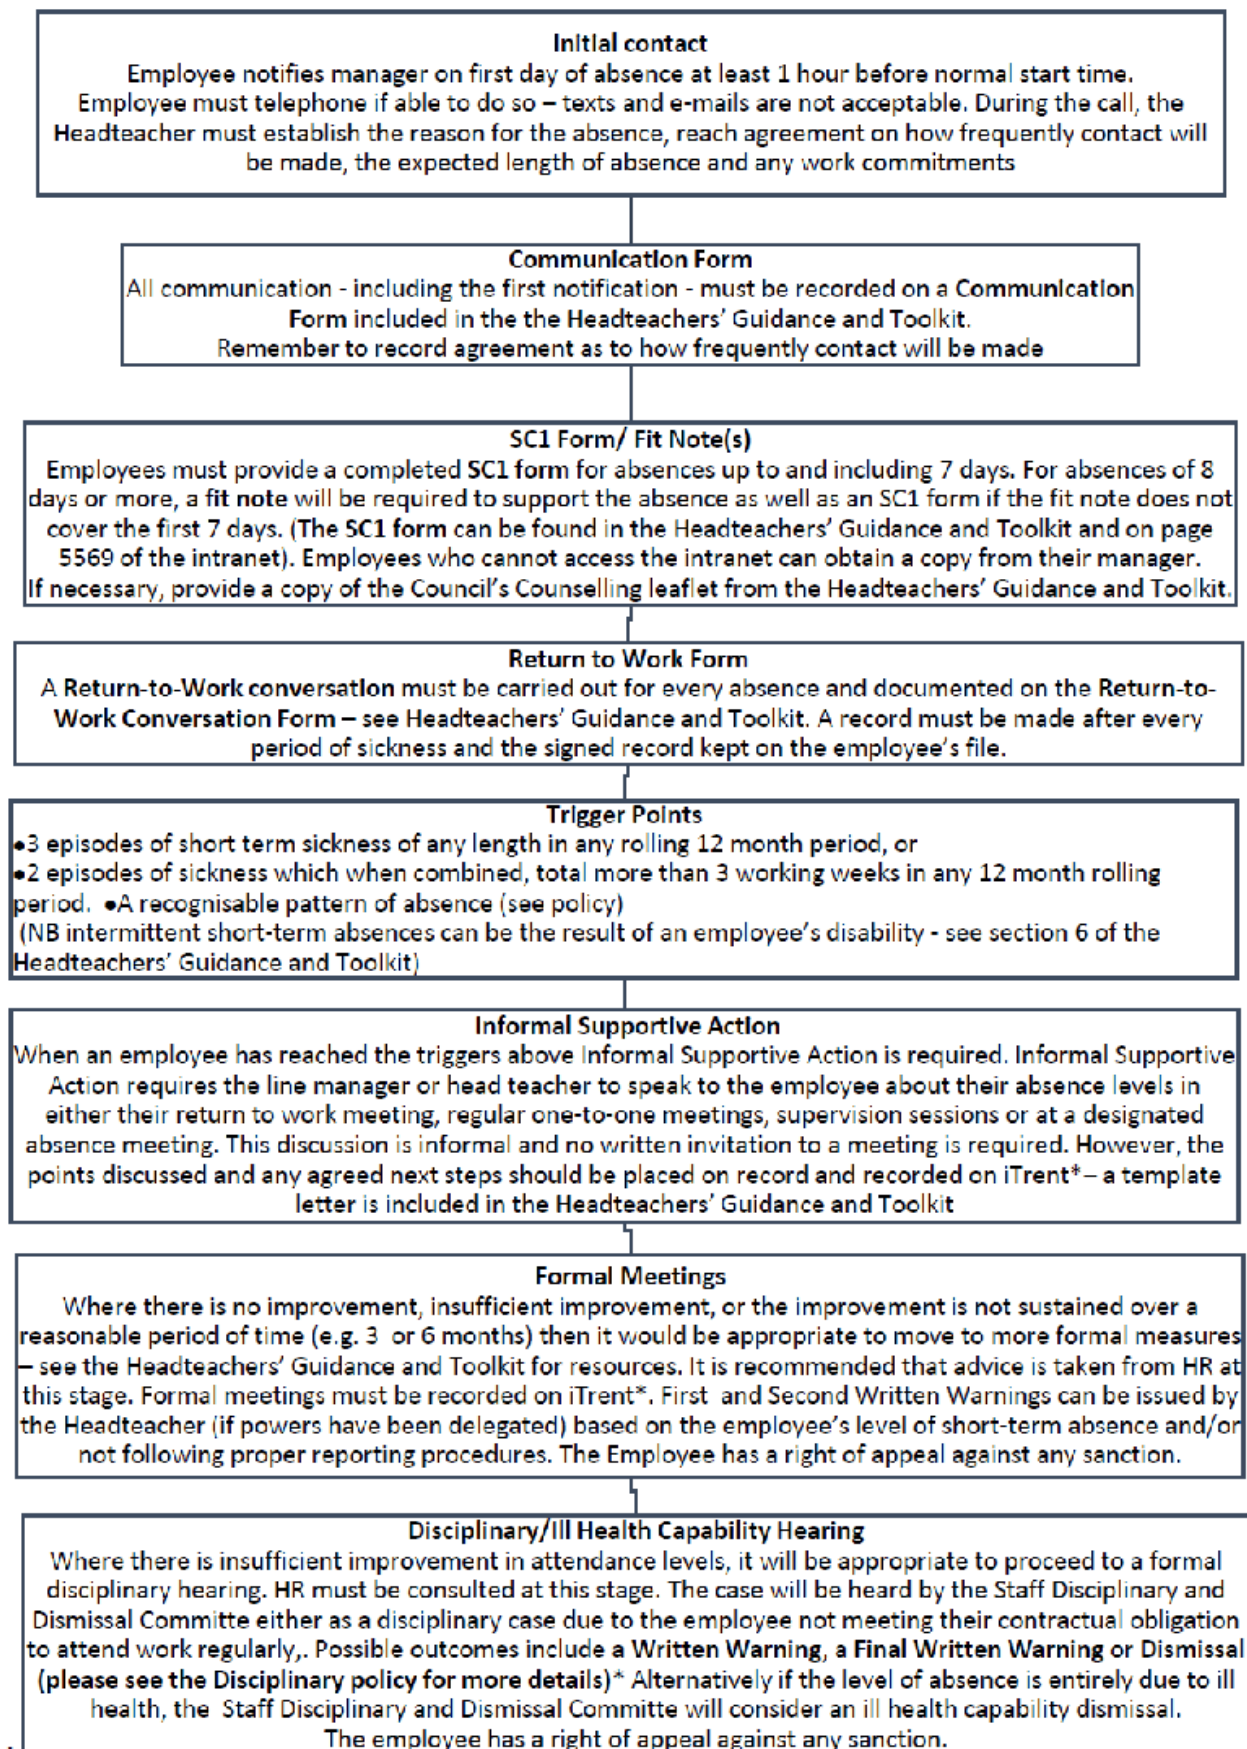 Initial contact
Employee notifies manager on first day of absence at least 1 hour before normal start time.
Employee must telephone if able to do so – texts and e-mails are not acceptable. During the call, the
Headteacher must establish the reason for the absence, reach agreement on how frequently contact will
be made, the expected length of absence and any work commitments
Communication Form
All communication - including the first notification - must be recorded on a Communication
Form included in the the Headteachers’ Guidance and Toolkit.
Remember to record agreement as to how frequently contact will be made
SC1 Form/ Fit Note(s)
Employees must provide a completed SC1 form for absences up to and including 7 days. For absences of 8
days or more, a fit note will be required to support the absence as well as an SC1 form if the fit note does not
cover the first 7 days. (The SC1 form can be found in the Headteachers’ Guidance and Toolkit and on page
5569 of the intranet). Employees who cannot access the intranet can obtain a copy from their manager.
If necessary, provide a copy of the Council’s Counselling leaflet from the Headteachers’ Guidance and Toolkit.
Return to Work Form
A Return-to-Work conversation must be carried out for every absence and documented on the Return-to-
Work Conversation Form – see Headteachers’ Guidance and Toolkit. A record must be made after every
period of sickness and the signed record kept on the employee’s file.
Trigger Points
●3 episodes of short term sickness of any length in any rolling 12 month period, or
●2 episodes of sickness which when combined, total more than 3 working weeks in any 12 month rolling
period. ●A recognisable pattern of absence (see policy)
(NB intermittent short-term absences can be the result of an employee’s disability - see section 6 of the
Headteachers’ Guidance and Toolkit)
Informal Supportive Action
When an employee has reached the triggers above Informal Supportive Action is required. Informal Supportive
Action requires the line manager or head teacher to speak to the employee about their absence levels in
either their return to work meeting, regular one-to-one meetings, supervision sessions or at a designated
absence meeting. This discussion is informal and no written invitation to a meeting is required. However, the
points discussed and any agreed next steps should be placed on record and recorded on iTrent* – a template
letter is included in the Headteachers’ Guidance and Toolkit
Formal Meetings
Where there is no improvement, insufficient improvement, or the improvement is not sustained over a
reasonable period of time (e.g. 3 or 6 months) then it would be appropriate to move to more formal measures
– see the Headteachers’ Guidance and Toolkit for resources. It is recommended that advice is taken from HR at
this stage. Formal meetings must be recorded on iTrent*. First and Second Written Warnings can be issued by
the Headteacher (if powers have been delegated) based on the employee’s level of short-term absence and/or
not following proper reporting procedures. The Employee has a right of appeal against any sanction.
Disciplinary/Ill Health Capability Hearing
Where there is insufficient improvement in attendance levels, it will be appropriate to proceed to a formal
disciplinary hearing. HR must be consulted at this stage. The case will be heard by the Staff Disciplinary and
Dismissal Committe either as a disciplinary case due to the employee not meeting their contractual obligation
to attend work regularly,. Possible outcomes include a Written Warning, a Final Written Warning or Dismissal
(please see the Disciplinary policy for more details)* Alternatively if the level of absence is entirely due to ill
health, the Staff Disciplinary and Dismissal Committe will consider an ill health capability dismissal.
The employee has a right of appeal against any sanction.